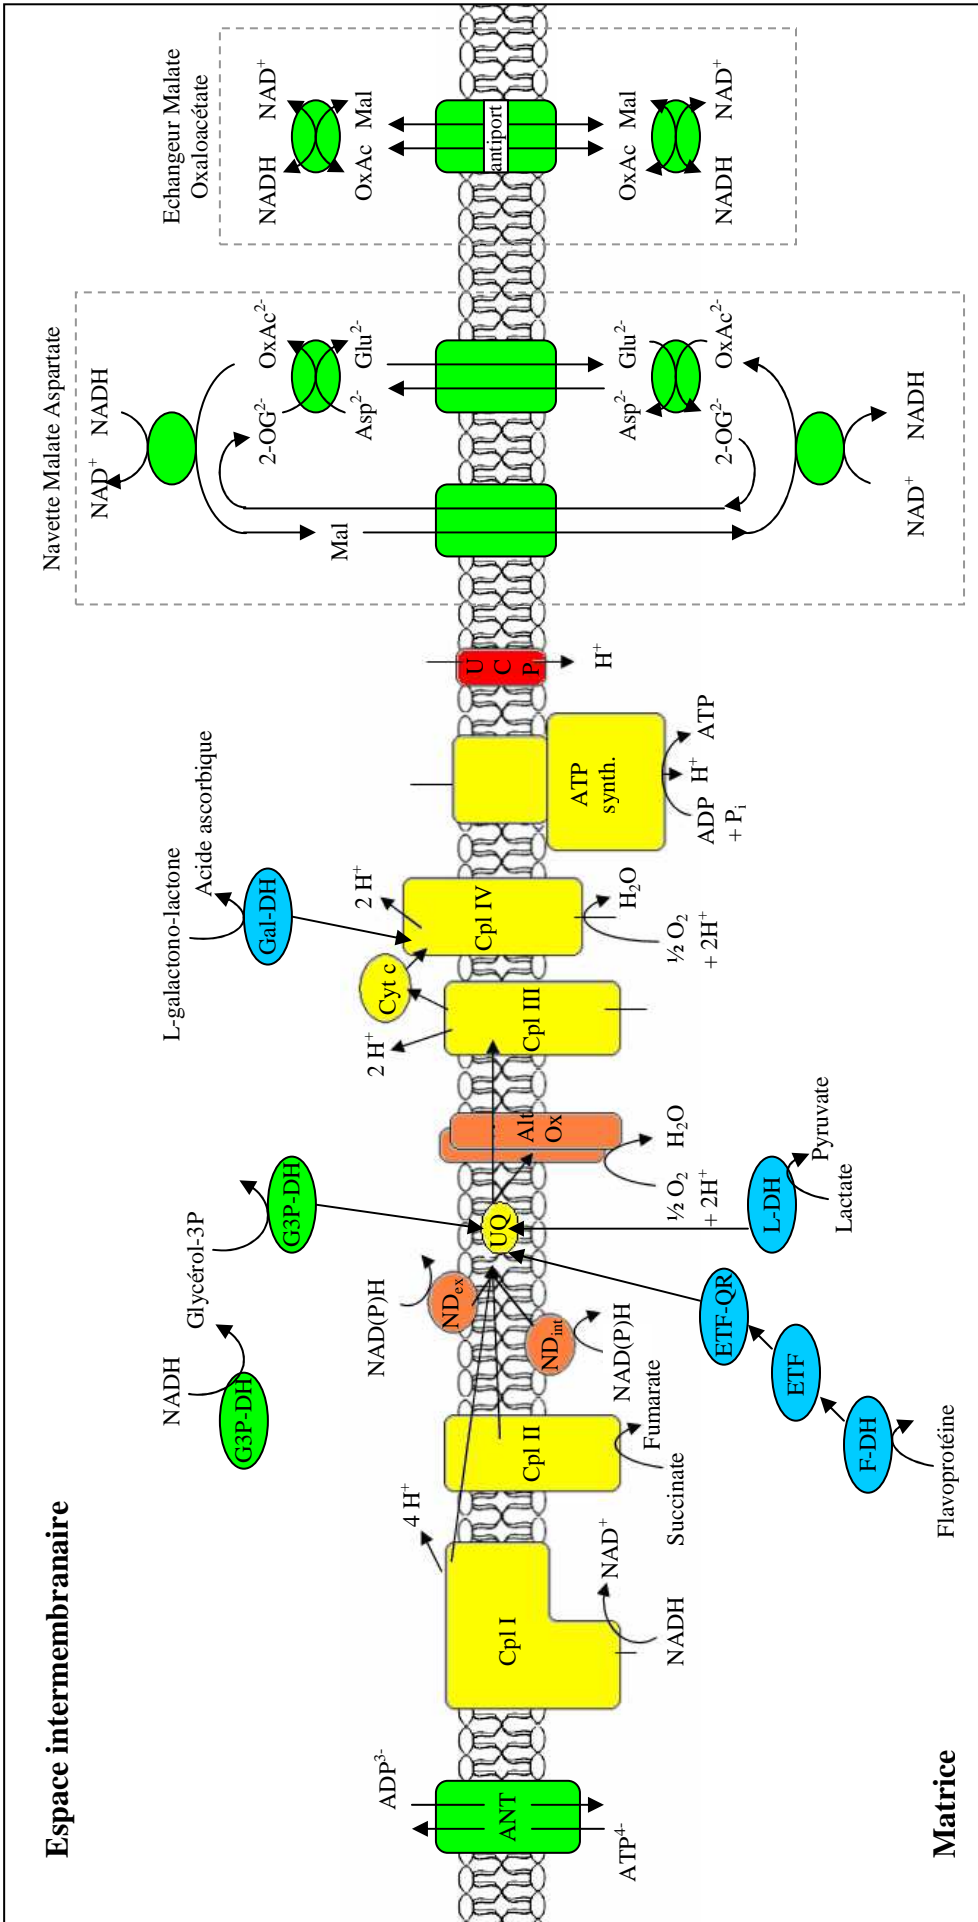 Espace intermembranaire
Navette Malate Aspartate
Echangeur Malate
Oxaloacétate
NAD⁺
NADH
NADH
NAD⁺
OxAc
Mal
antiport
OxAc
Mal
NADH
NAD⁺
2-OG²⁻
OxAc²⁻
Asp²⁻
Glu²⁻
Mal
Asp²⁻
Glu²⁻
2-OG²⁻
OxAc²⁻
NAD⁺
NADH
L-galactono-lactone
Acide ascorbique
Gal-DH
NADH
Glycérol-3P
G3P-DH
G3P-DH
ADP³⁻
ANT
ATP⁴⁻
4 H⁺
Cpl I
NADH
NAD⁺
Cpl II
Succinate
Fumarate
NAD(P)H
ND_ex
ND_int
NAD(P)H
UQ
Alt
Ox
½ O₂
+ 2H⁺
H₂O
2 H⁺
Cpl III
Cyt c
2 H⁺
Cpl IV
½ O₂
+ 2H⁺
H₂O
ATP
synth.
ADP
+ Pᵢ
H⁺
ATP
U
C
P
H⁺
Flavoprotéine
F-DH
ETF
ETF-QR
L-DH
Lactate
Pyruvate
Matrice